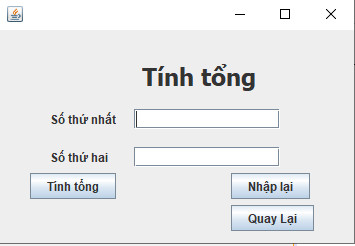 Tính tổng
Số thứ nhất
Số thứ hai
Tính tổng
Nhập lại
Quay Lại